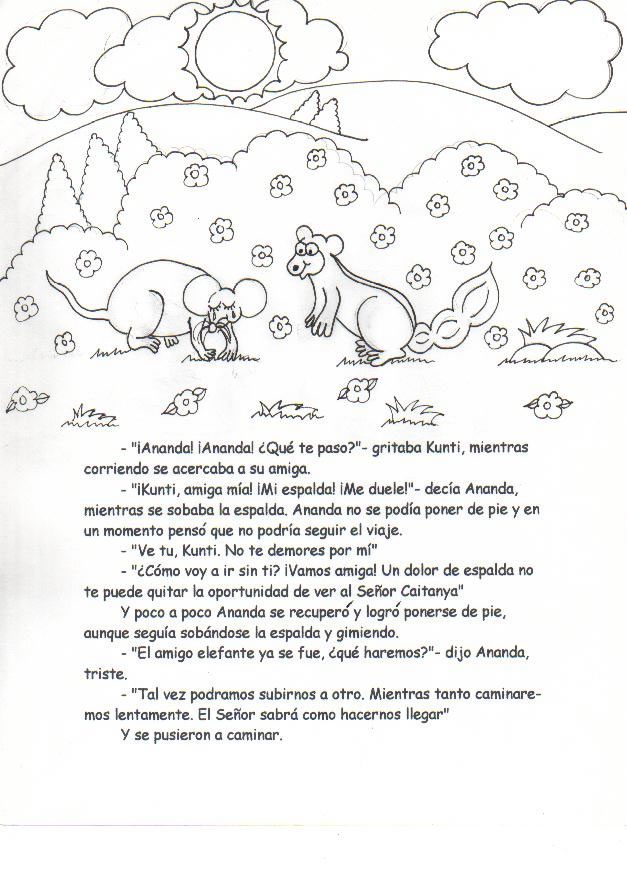 - "¡Ananda! ¡Ananda! ¿Qué te paso?"- gritaba Kunti, mientras
corriendo se acercaba a su amiga.
- "¡Kunti, amiga mía! ¡Mi espalda! ¡Me duele!"- decía Ananda,
mientras se sobaba la espalda. Ananda no se podía poner de pie y en
un momento pensó que no podría seguir el viaje.
- "Ve tu, Kunti. No te demores por mí"
- "¿Cómo voy a ir sin ti? ¡Vamos amiga! Un dolor de espalda no
te puede quitar la oportunidad de ver al Señor Caitanya"
Y poco a poco Ananda se recuperó y logró ponerse de pie,
aunque seguía sobándose la espalda y gimiendo.
- "El amigo elefante ya se fue, ¿qué haremos?"- dijo Ananda,
triste.
- "Tal vez podramos subirnos a otro. Mientras tanto caminare-
mos lentamente. El Señor sabrá como hacernos llegar"
Y se pusieron a caminar.